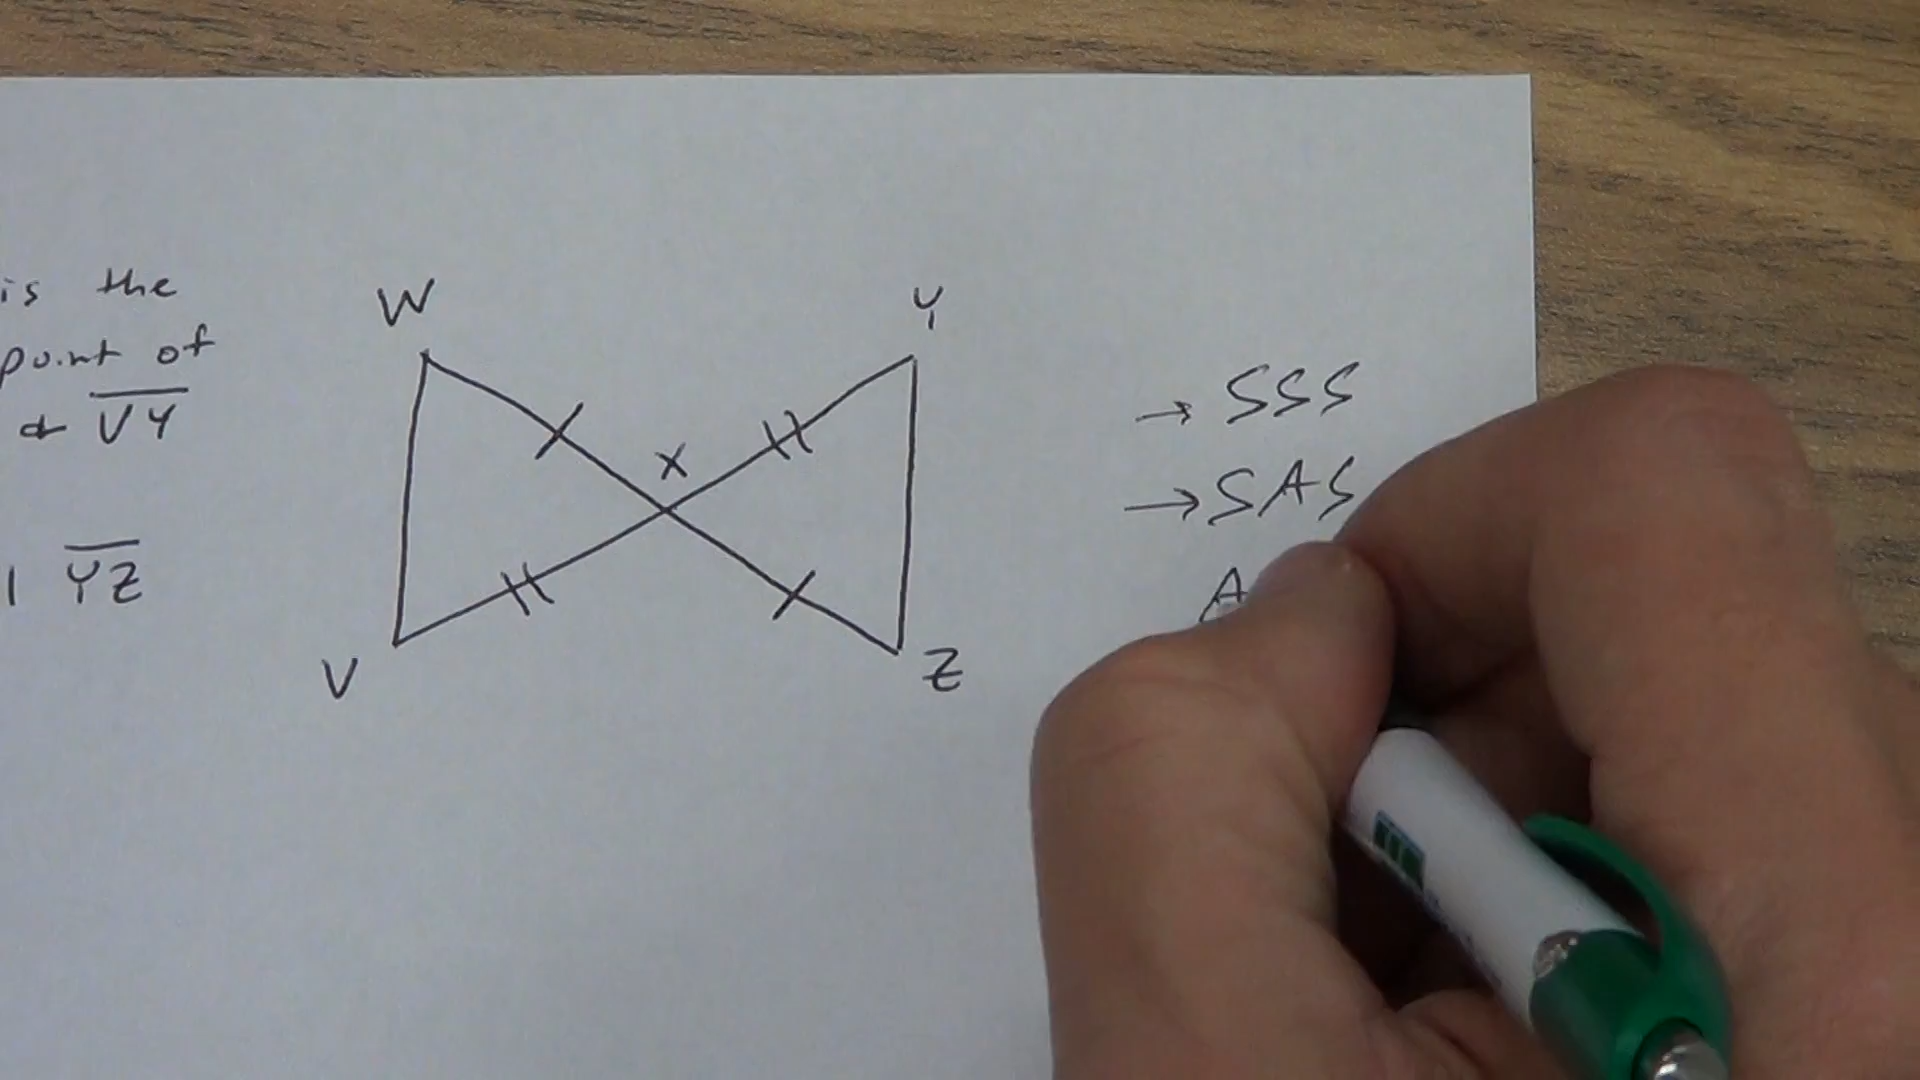 is the
point of
VY
YZ
W
Y
X
V
Z
→ SSS
→ SAS
A